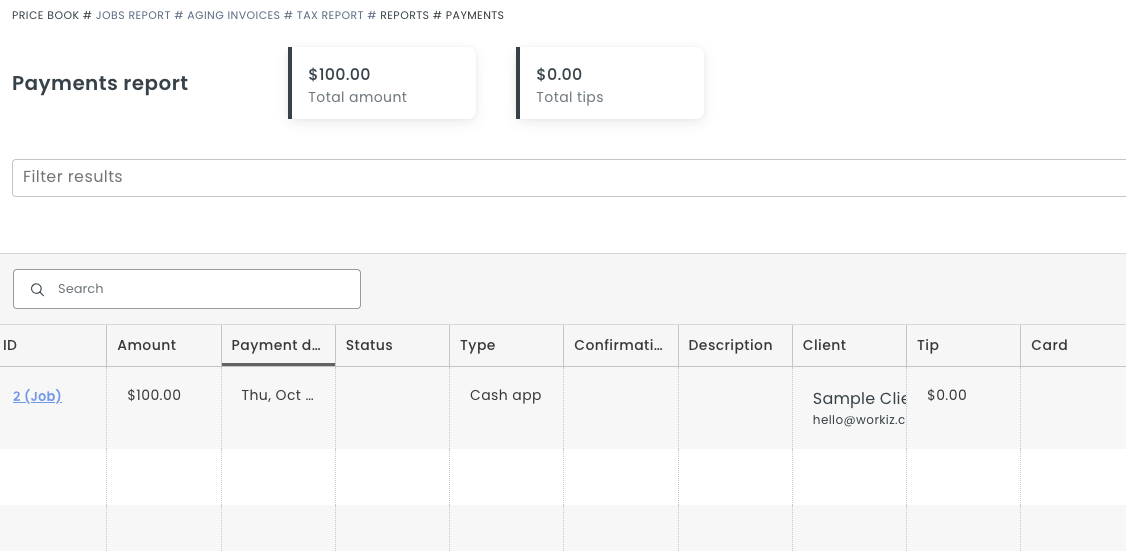 PRICE BOOK # JOBS REPORT # AGING INVOICES # TAX REPORT # REPORTS # PAYMENTS
Payments report
$100.00
Total amount
$0.00
Total tips
Filter results
Search
ID Amount Payment d... Status Type Confirmati... Description Client Tip Card
2 (Job) $100.00 Thu, Oct ... Cash app Sample Clie $0.00
hello@workiz.c